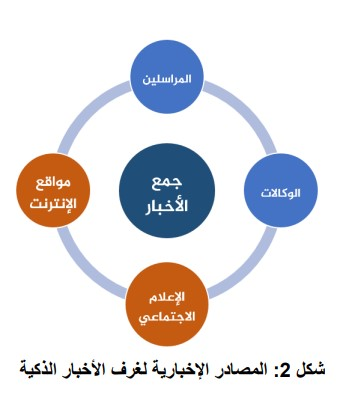 المراسلين
جمع
الأخبار
الوكالات
مواقع
الإنترنت
الإعلام
الاجتماعي
شكل 2: المصادر الإخبارية لغرف الأخبار الذكية